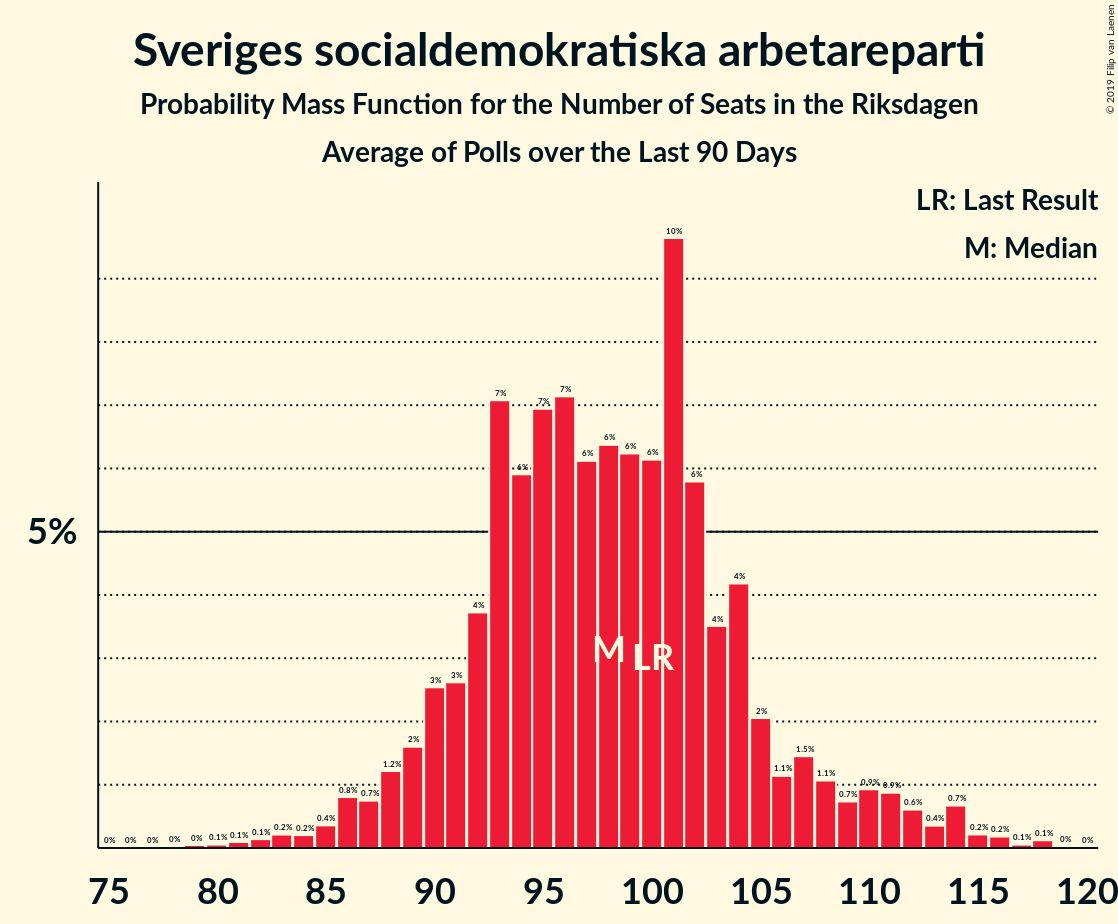 Sveriges socialdemokratiska arbetareparti
Probability Mass Function for the Number of Seats in the Riksdagen
Average of Polls over the Last 90 Days
© 2019 Filip van Laenen
LR: Last Result
M: Median
5%
0% 0% 0% 0% 0% 0.1% 0.1% 0.1% 0.2% 0.2% 0.4% 0.8% 0.7% 1.2% 2% 3% 3% 4% 7% 6% 7% 7% 6% 6% 6% 6% 10% 6% 4% 4% 2% 1.1% 1.5% 1.1% 0.7% 0.9% 0.9% 0.6% 0.4% 0.7% 0.2% 0.2% 0.1% 0.1% 0% 0%
M LR
75 80 85 90 95 100 105 110 115 120